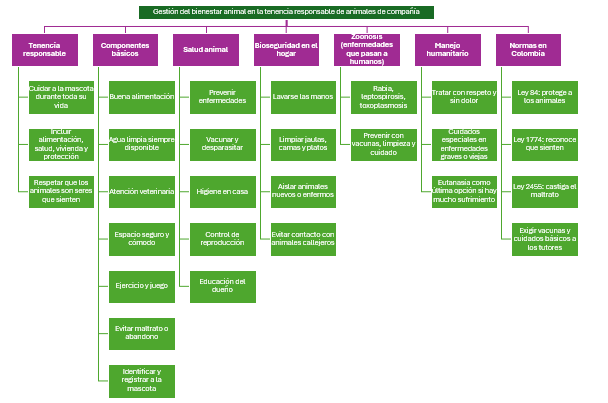 Gestión del bienestar animal en la tenencia responsable de animales de compañía
Tenencia
responsable
Cuidar a la mascota
durante toda su
vida
Incluir
alimentación,
salud, vivienda y
protección
Respetar que los
animales son seres
que sienten
Componentes
básicos
Buena alimentación
Agua limpia siempre
disponible
Atención veterinaria
Espacio seguro y
cómodo
Ejercicio y juego
Evitar maltrato o
abandono
Identificar y
registrar a la
mascota
Salud animal
Prevenir
enfermedades
Vacunar y
desparasitar
Higiene en casa
Control de
reproducción
Educación del
dueño
Bioseguridad en el
hogar
Lavarse las manos
Limpiar jaulas,
camas y platos
Aislar animales
nuevos o enfermos
Evitar contacto con
animales callejeros
Zoonosis
(enfermedades
que pasan a
humanos)
Rabia,
leptospirosis,
toxoplasmosis
Prevenir con
vacunas, limpieza y
cuidado
Manejo
humanitario
Tratar con respeto y
sin dolor
Cuidados
especiales en
enfermedades
graves o viejas
Eutanasia como
última opción si hay
mucho sufrimiento
Normas en
Colombia
Ley 84: protege a
los animales
Ley 1774: reconoce
que sienten
Ley 2455: castiga el
maltrato
Exigir vacunas y
cuidados básicos a
los tutores